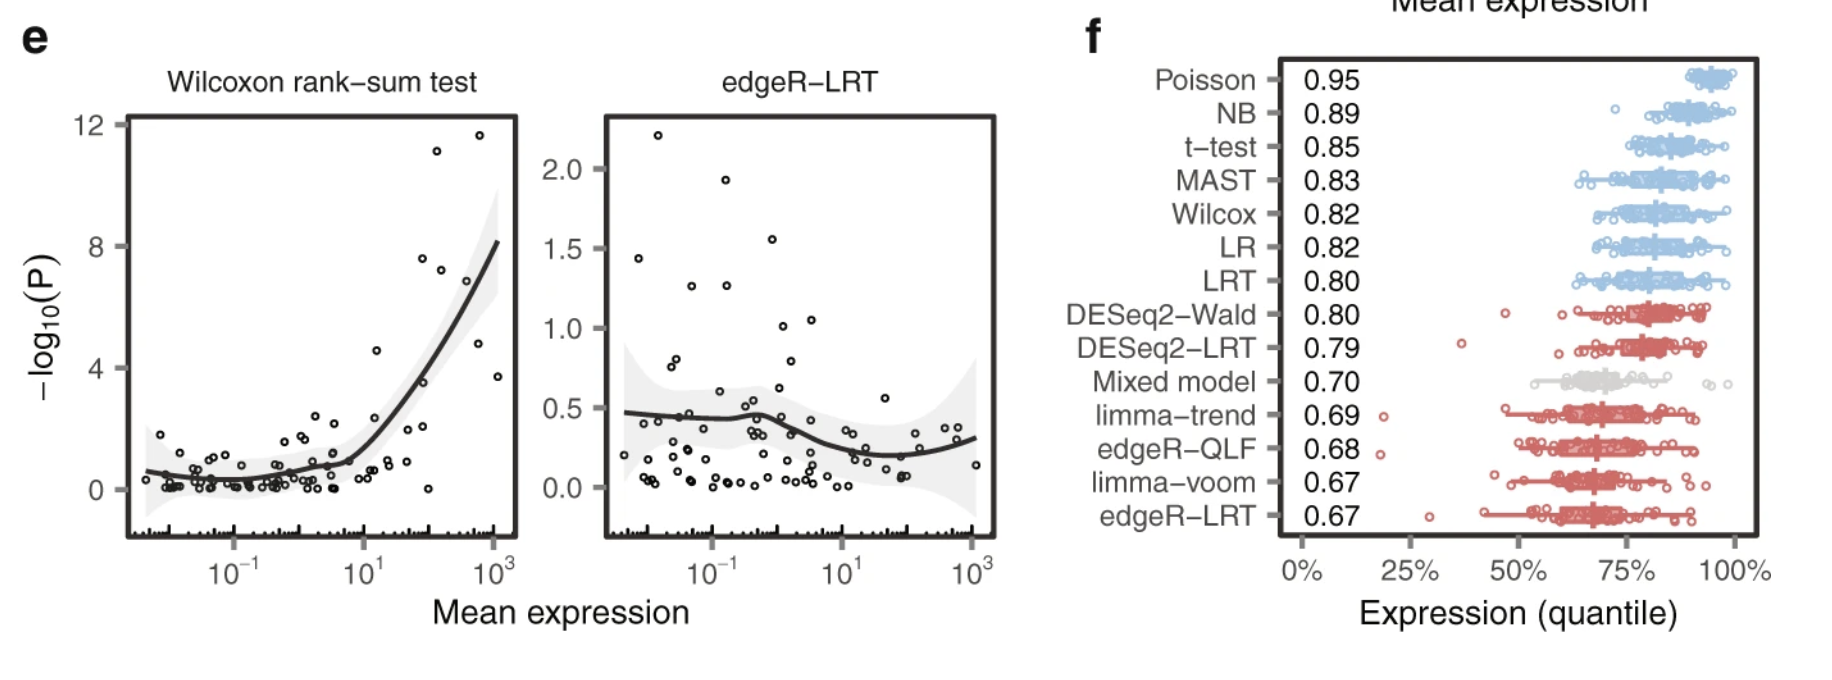 Mean expression
e
f
Wilcoxon rank−sum test
edgeR−LRT
12
8
4
0
−log10(P)
10−1
101
103
2.0
1.5
1.0
0.5
0.0
10−1
101
103
Mean expression
Poisson 0.95
NB 0.89
t−test 0.85
MAST 0.83
Wilcox 0.82
LR 0.82
LRT 0.80
DESeq2−Wald 0.80
DESeq2−LRT 0.79
Mixed model 0.70
limma−trend 0.69
edgeR−QLF 0.68
limma−voom 0.67
edgeR−LRT 0.67
0% 25% 50% 75% 100%
Expression (quantile)